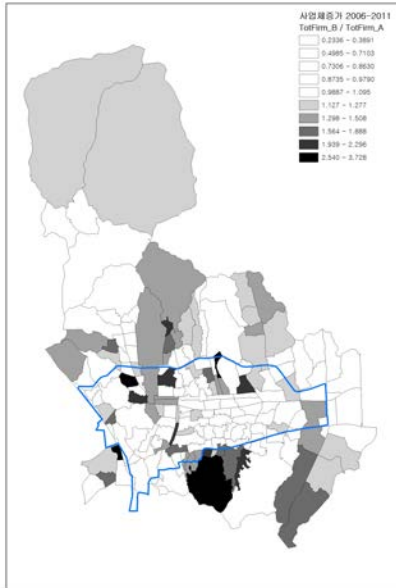 사업체증가 2006-2011
TotFirm_B / TotFirm_A
0.2336 - 0.3891
0.4985 - 0.7103
0.7306 - 0.8630
0.8735 - 0.9790
0.9887 - 1.095
1.127 - 1.277
1.298 - 1.508
1.564 - 1.888
1.939 - 2.296
2.540 - 3.728